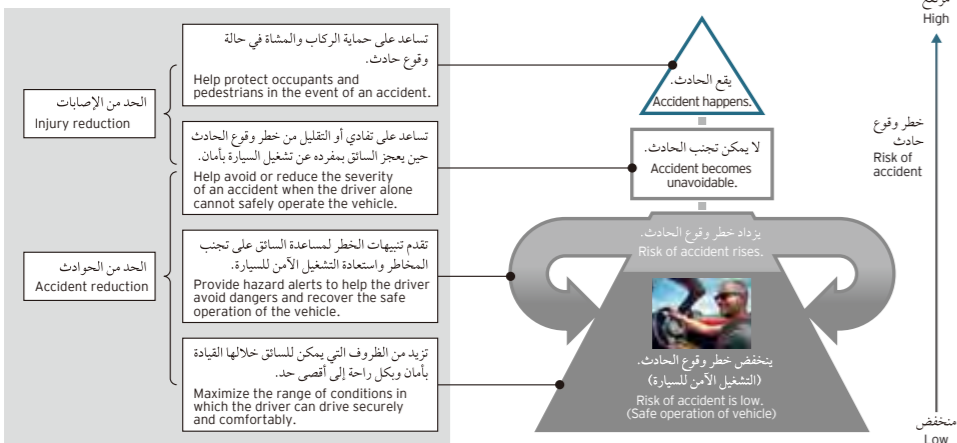 الحد من الإصابات
Injury reduction
الحد من الحوادث
Accident reduction
تساعد على حماية الركاب والمشاة في حالة
وقوع حادث.
Help protect occupants and
pedestrians in the event of an accident.
تساعد على تفادي أو التقليل من خطر وقوع الحادث
حين يعجز السائق بمفرده عن تشغيل السيارة بأمان.
Help avoid or reduce the severity
of an accident when the driver alone
cannot safely operate the vehicle.
تقدم تنبيهات الخطر لمساعدة السائق على تجنب
المخاطر واستعادة التشغيل الآمن للسيارة.
Provide hazard alerts to help the driver
avoid dangers and recover the safe
operation of the vehicle.
تزيد من الظروف التي يمكن للسائق خلالها القيادة
بأمان وبكل راحة إلى أقصى حد.
Maximize the range of conditions in
which the driver can drive securely
and comfortably.
يقع الحادث.
Accident happens.
لا يمكن تجنب الحادث.
Accident becomes
unavoidable.
يزداد خطر وقوع الحادث.
Risk of accident rises.
ينخفض خطر وقوع الحادث.
(التشغيل الآمن للسيارة)
Risk of accident is low.
(Safe operation of vehicle)
مرتفع
High
خطر وقوع
حادث
Risk of
accident
منخفض
Low